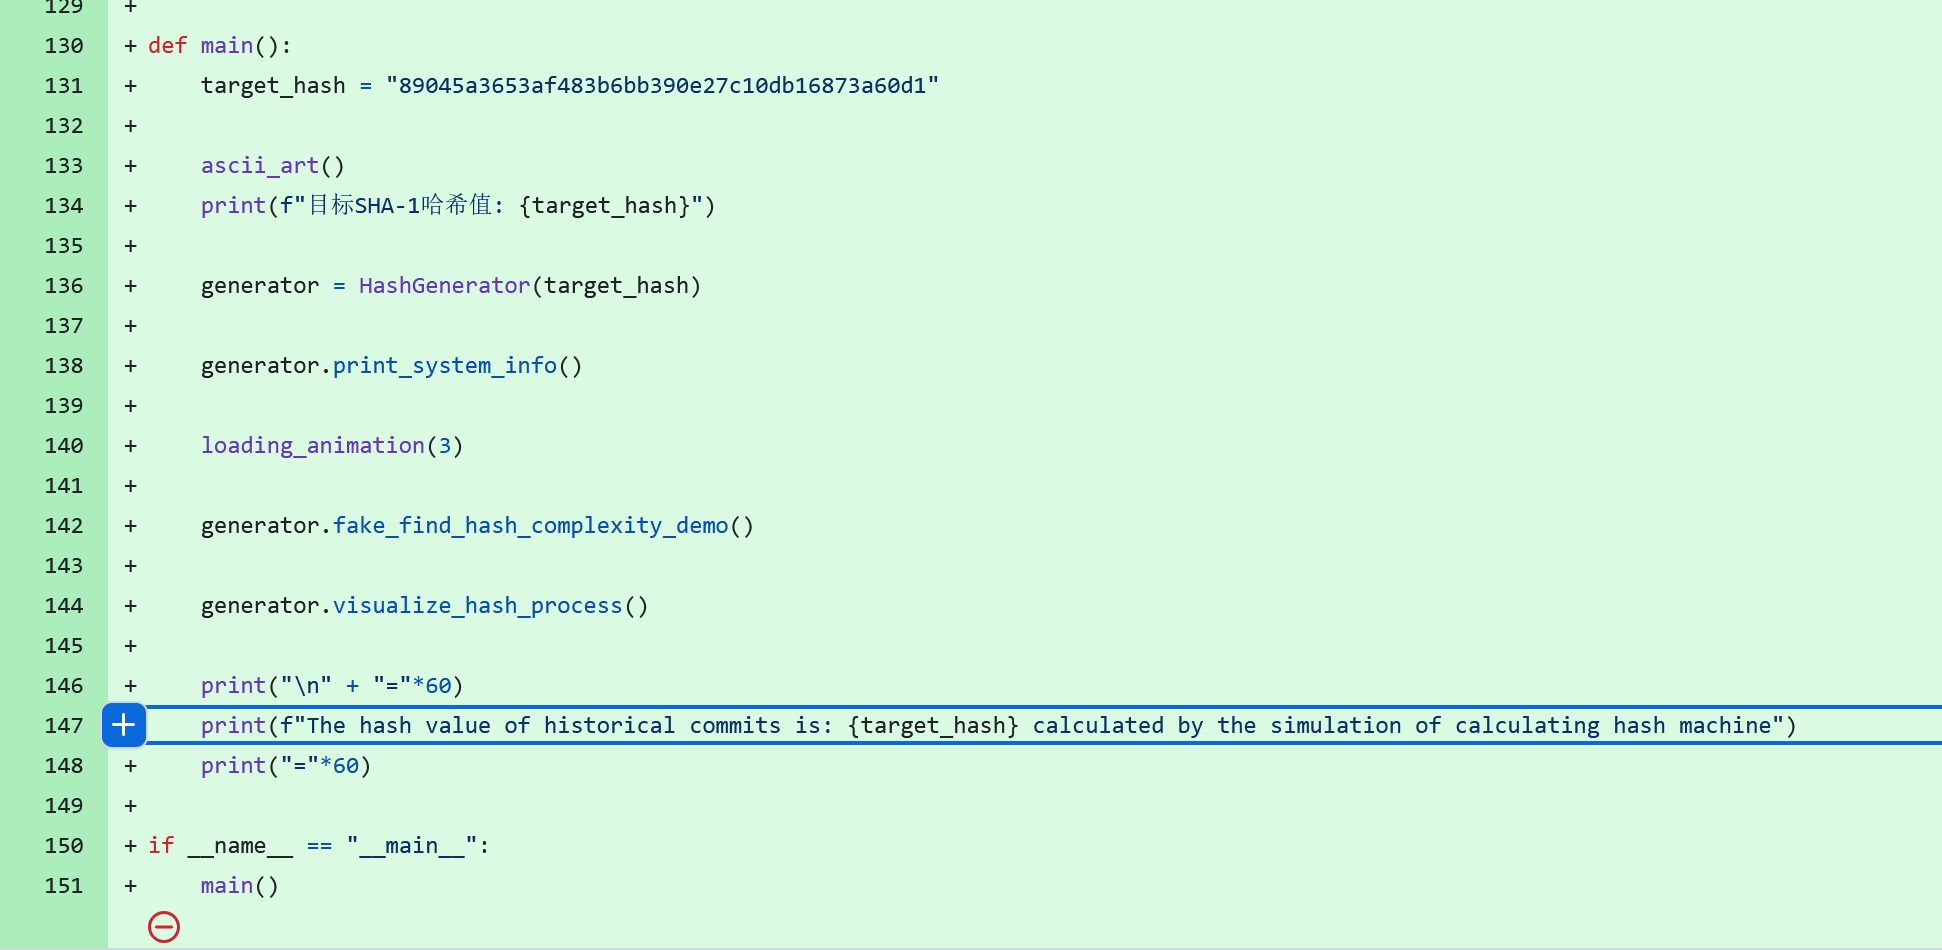 129 +
130 + def main():
131 + target_hash = "89045a3653af483b6bb390e27c10db16873a60d1"
132 +
133 + ascii_art()
134 + print(f"目标SHA-1哈希值: {target_hash}")
135 +
136 + generator = HashGenerator(target_hash)
137 +
138 + generator.print_system_info()
139 +
140 + loading_animation(3)
141 +
142 + generator.fake_find_hash_complexity_demo()
143 +
144 + generator.visualize_hash_process()
145 +
146 + print("\n" + "="*60)
147 + print(f"The hash value of historical commits is: {target_hash} calculated by the simulation of calculating hash machine")
148 + print("="*60)
149 +
150 + if __name__ == "__main__":
151 + main()